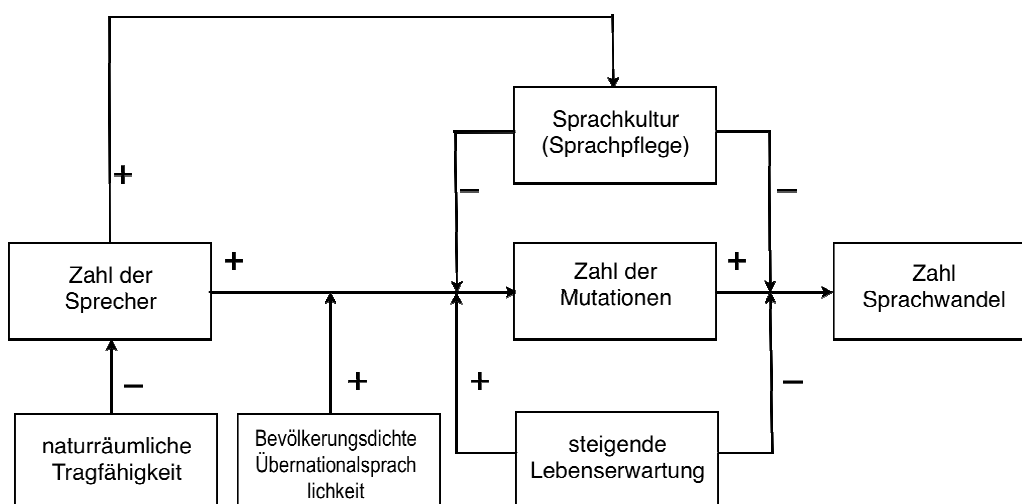 Sprachkultur
(Sprachpflege)
+
–
–
Zahl der
Sprecher
+
Zahl der
Mutationen
+
Zahl
Sprachwandel
–
+
+
–
naturräumliche
Tragfähigkeit
Bevölkerungsdichte
Übernationalsprach
lichkeit
steigende
Lebenserwartung